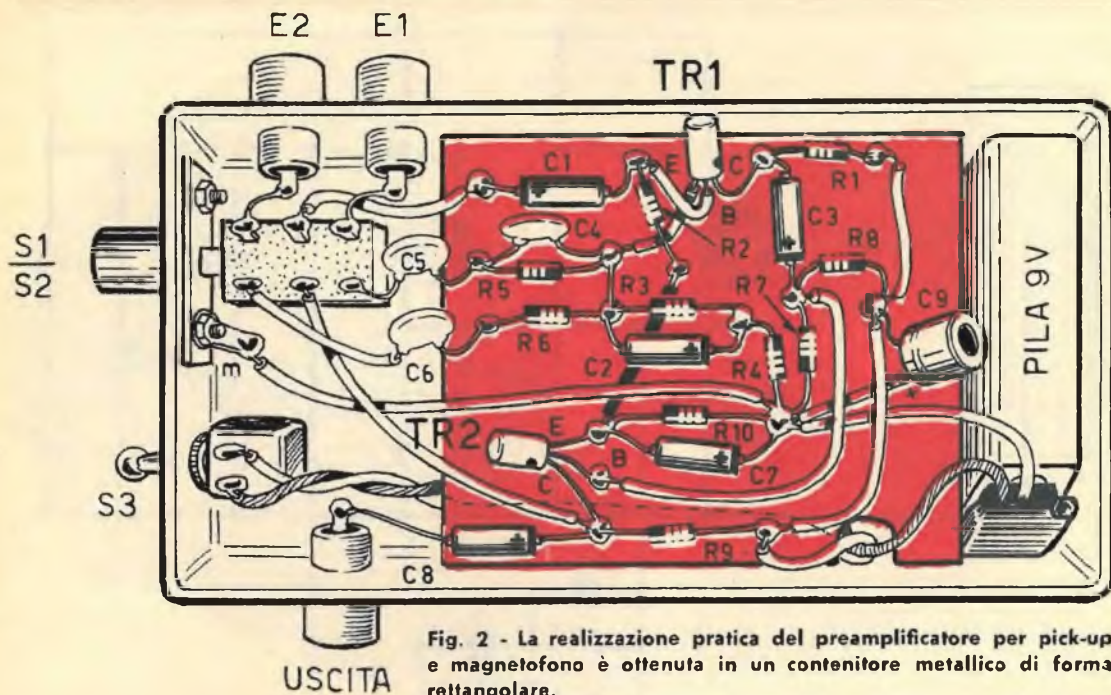 E2 E1
TR1
S1
S2
C1
E
C
B
R1
C3
C4
R2
C5
R5
R3
R8
R7
C9
R6
C2
R4
C6
m
PILA 9V
+
TR2
E
B
C
R10
C7
S3
R9
C8
USCITA
Fig. 2 - La realizzazione pratica del preamplificatore per pick-up
e magnetofono è ottenuta in un contenitore metallico di forma
rettangolare.